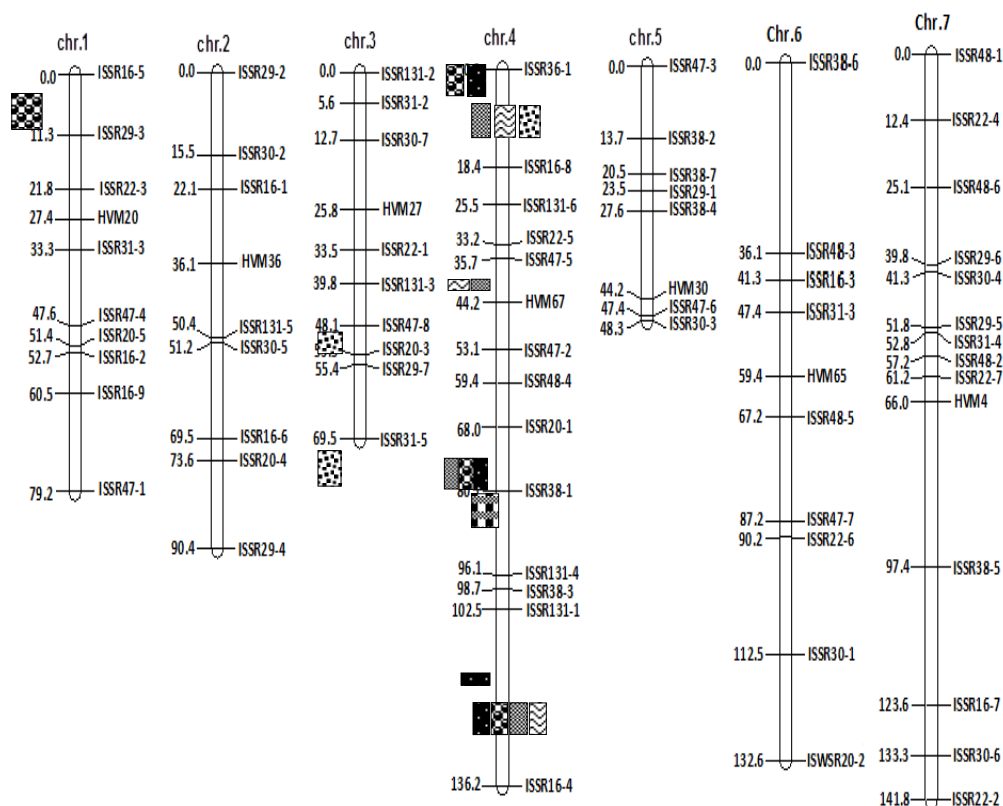 chr.1
0.0 ISSR16-5
11.3 ISSR29-3
21.8 ISSR22-3
27.4 HVM20
33.3 ISSR31-3
47.6 ISSR47-4
51.4 ISSR20-5
52.7 ISSR16-2
60.5 ISSR16-9
79.2 ISSR47-1
chr.2
0.0 ISSR29-2
15.5 ISSR30-2
22.1 ISSR16-1
36.1 HVM36
50.4 ISSR131-5
51.2 ISSR30-5
69.5 ISSR16-6
73.6 ISSR20-4
90.4 ISSR29-4
chr.3
0.0 ISSR131-2
5.6 ISSR31-2
12.7 ISSR30-7
25.8 HVM27
33.5 ISSR22-1
39.8 ISSR131-3
48.1 ISSR47-8
ISSR20-3
55.4 ISSR29-7
69.5 ISSR31-5
chr.4
ISSR36-1
18.4 ISSR16-8
25.5 ISSR131-6
33.2 ISSR22-5
35.7 ISSR47-5
44.2 HVM67
53.1 ISSR47-2
59.4 ISSR48-4
68.0 ISSR20-1
ISSR38-1
96.1 ISSR131-4
98.7 ISSR38-3
102.5 ISSR131-1
136.2 ISSR16-4
chr.5
0.0 ISSR47-3
13.7 ISSR38-2
20.5 ISSR38-7
23.5 ISSR29-1
27.6 ISSR38-4
44.2 HVM30
47.4 ISSR47-6
48.3 ISSR30-3
Chr.6
0.0 ISSR38-6
36.1 ISSR48-3
41.3 ISSR16-3
47.4 ISSR31-3
59.4 HVM65
67.2 ISSR48-5
87.2 ISSR47-7
90.2 ISSR22-6
112.5 ISSR30-1
132.6 ISWSR20-2
Chr.7
0.0 ISSR48-1
12.4 ISSR22-4
25.1 ISSR48-6
39.8 ISSR29-6
41.3 ISSR30-4
51.8 ISSR29-5
52.8 ISSR31-4
57.2 ISSR48-2
61.2 ISSR22-7
66.0 HVM4
97.4 ISSR38-5
123.6 ISSR16-7
133.3 ISSR30-6
141.8 ISSR22-2